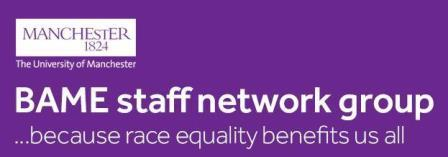 MANCHESTER
1824
The University of Manchester
BAME staff network group
...because race equality benefits us all